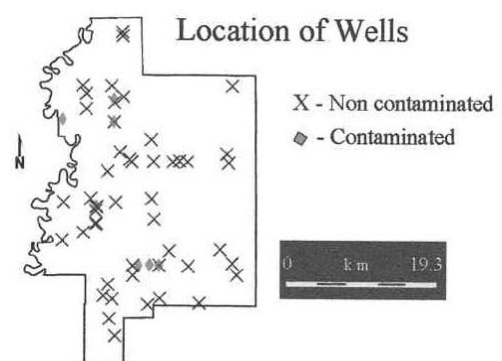 Location of Wells
X - Non contaminated
- Contaminated
N
0 km 19.3